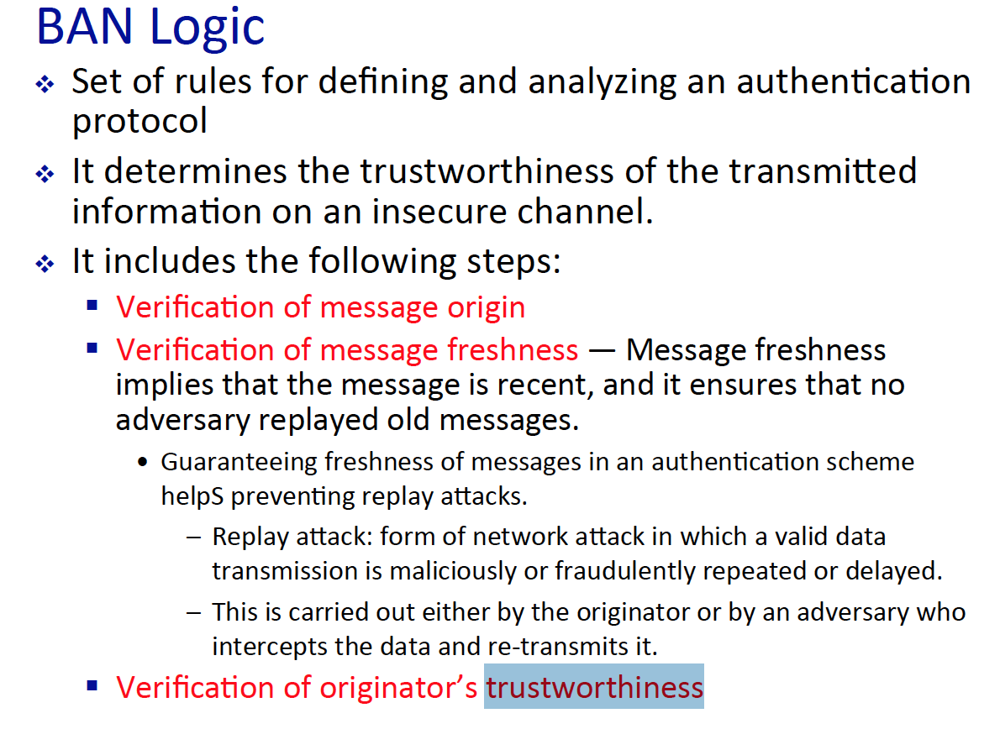 BAN Logic
❖ Set of rules for defining and analyzing an authentication
protocol
❖ It determines the trustworthiness of the transmitted
information on an insecure channel.
❖ It includes the following steps:
▪ Verification of message origin
▪ Verification of message freshness — Message freshness
implies that the message is recent, and it ensures that no
adversary replayed old messages.
• Guaranteeing freshness of messages in an authentication scheme
helpS preventing replay attacks.
– Replay attack: form of network attack in which a valid data
transmission is maliciously or fraudulently repeated or delayed.
– This is carried out either by the originator or by an adversary who
intercepts the data and re-transmits it.
▪ Verification of originator’s trustworthiness